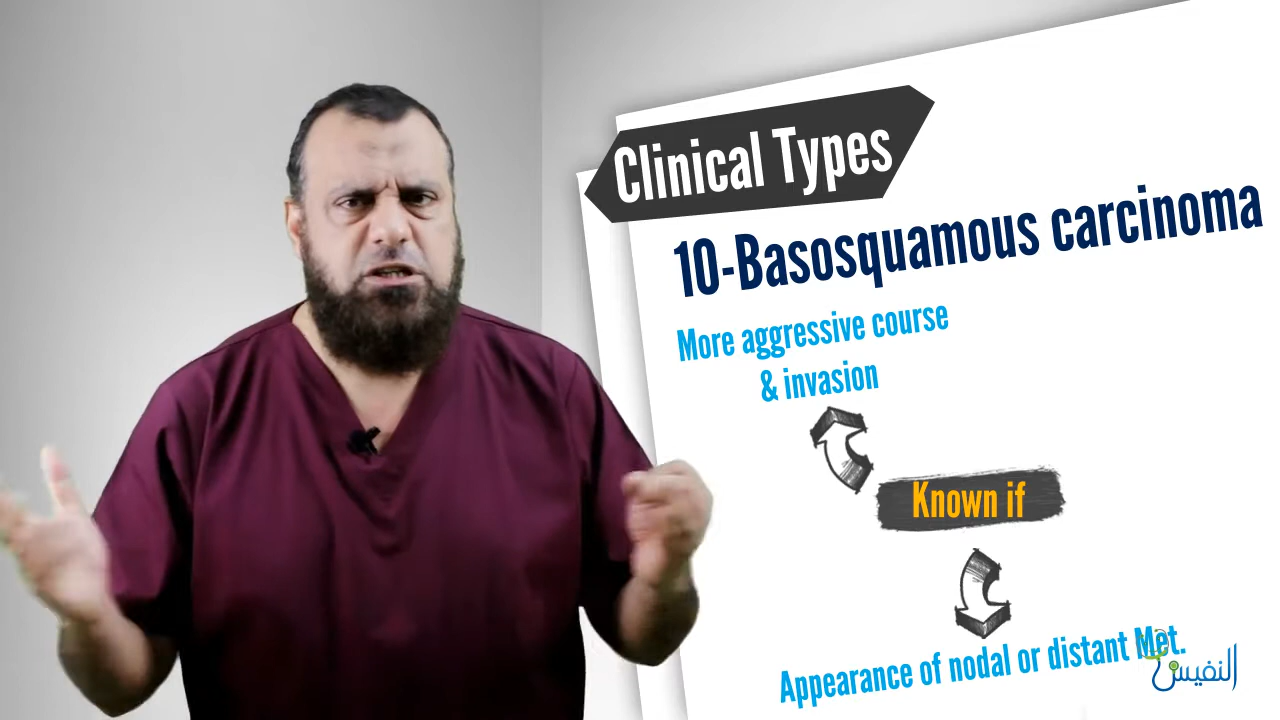 Clinical Types
10-Basosquamous carcinoma
More aggressive course
& invasion
Known if
Appearance of nodal or distant Met.
النفيس